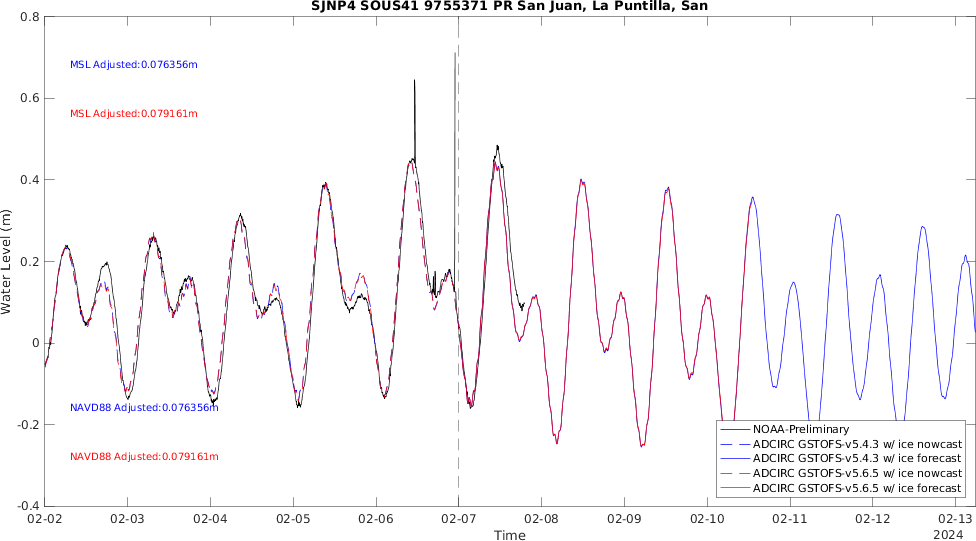 SJNP4 SOUS41 9755371 PR San Juan, La Puntilla, San
0.8
0.6
0.4
0.2
0
-0.2
-0.4
Water Level (m)
MSL Adjusted:0.076356m
MSL Adjusted:0.079161m
NAVD88 Adjusted:0.076356m
NAVD88 Adjusted:0.079161m
NOAA-Preliminary
ADCIRC GSTOFS-v5.4.3 w/ ice nowcast
ADCIRC GSTOFS-v5.4.3 w/ ice forecast
ADCIRC GSTOFS-v5.6.5 w/ ice nowcast
ADCIRC GSTOFS-v5.6.5 w/ ice forecast
02-02 02-03 02-04 02-05 02-06 02-07 02-08 02-09 02-10 02-11 02-12 02-13
Time
2024